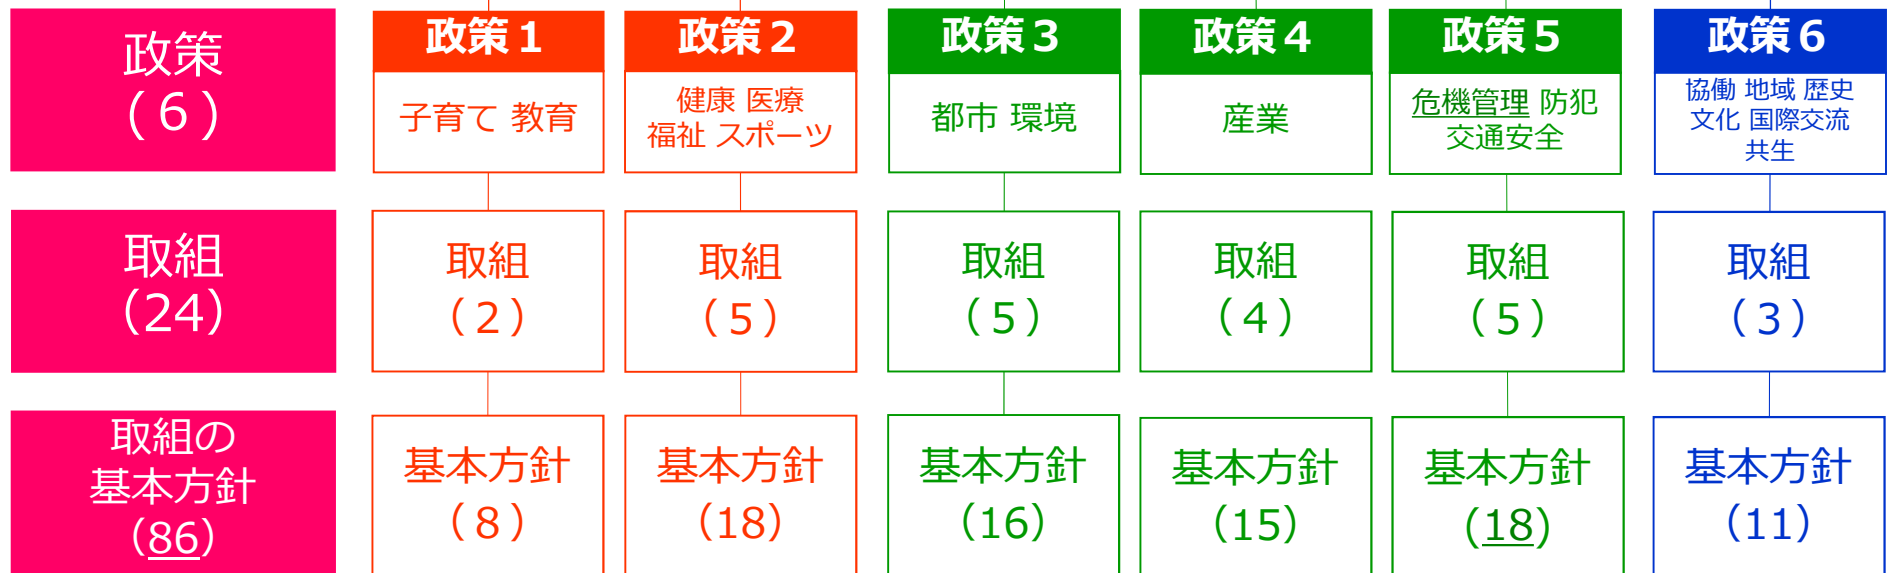 政策
（６）
政策１
子育て 教育
政策２
健康 医療
福祉 スポーツ
政策３
都市 環境
政策４
産業
政策５
危機管理 防犯
交通安全
政策６
協働 地域 歴史
文化 国際交流
共生
取組
（24）
取組
（２）
取組
（５）
取組
（５）
取組
（４）
取組
（５）
取組
（３）
取組の
基本方針
（86）
基本方針
（８）
基本方針
（18）
基本方針
（16）
基本方針
（15）
基本方針
（18）
基本方針
（11）